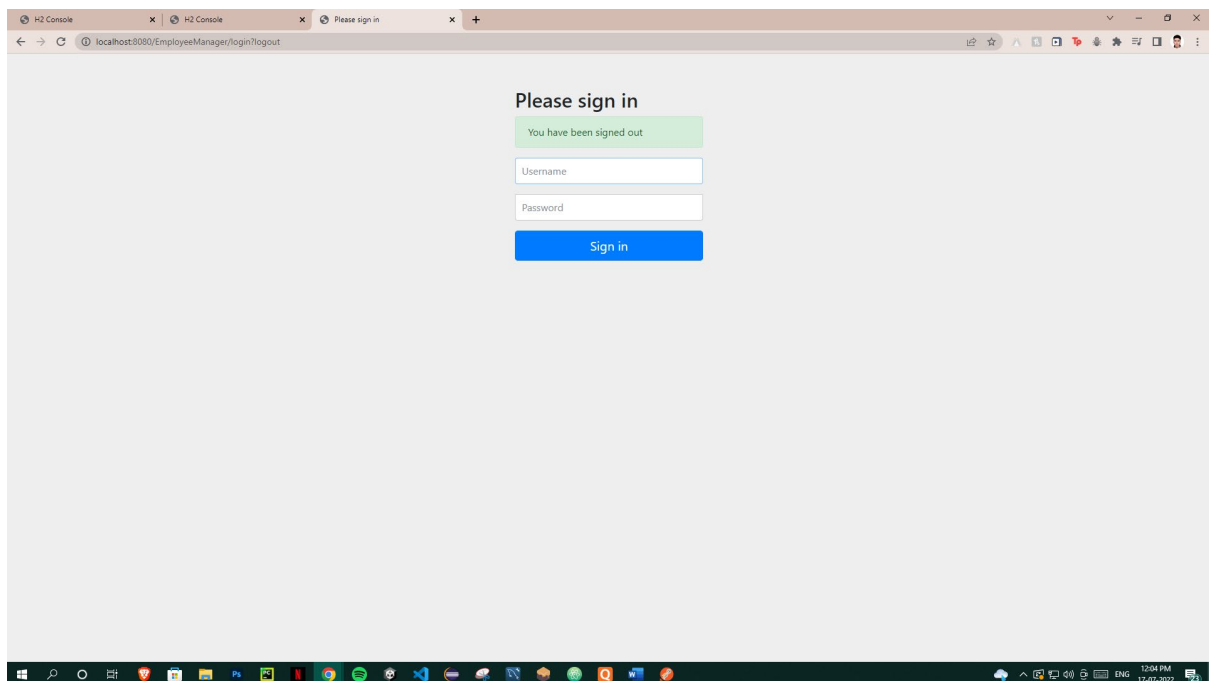 H2 Console
H2 Console
Please sign in
localhost:8080/EmployeeManager/login?logout
Please sign in
You have been signed out
Username
Password
Sign in
ENG
12:04 PM
17-07-2022
23